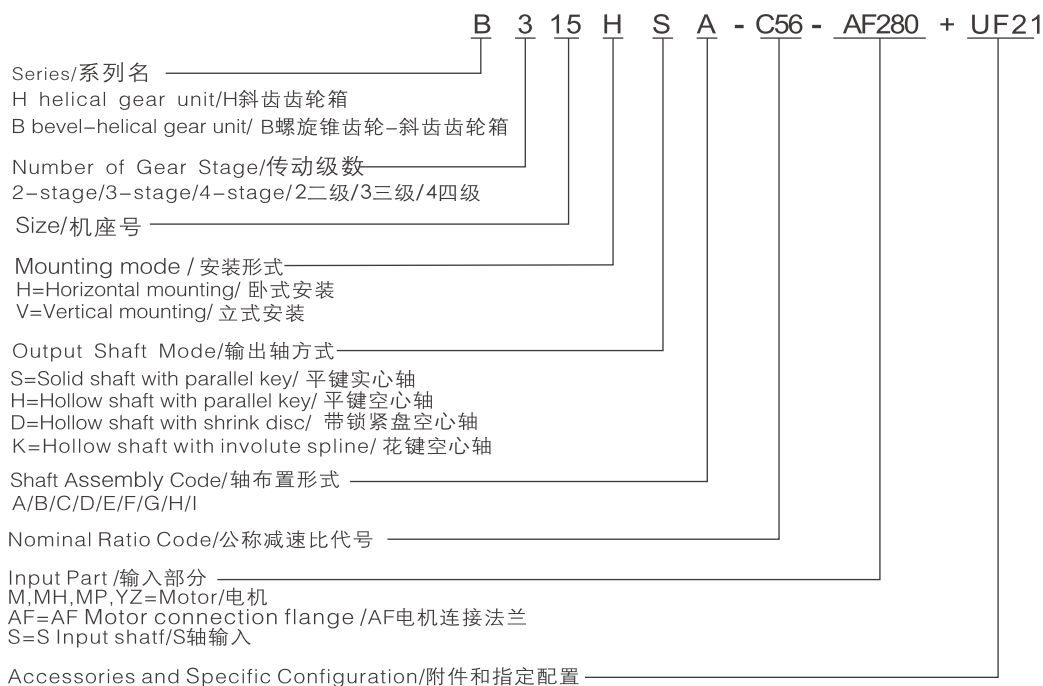 B 3 15 H S A - C56 - AF280 + UF21
Series/系列名
H helical gear unit/H斜齿齿轮箱
B bevel-helical gear unit/ B螺旋锥齿轮-斜齿齿轮箱
Number of Gear Stage/传动级数
2-stage/3-stage/4-stage/2二级/3三级/4四级
Size/机座号
Mounting mode / 安装形式
H=Horizontal mounting/ 卧式安装
V=Vertical mounting/ 立式安装
Output Shaft Mode/输出轴方式
S=Solid shaft with parallel key/ 平键实心轴
H=Hollow shaft with parallel key/ 平键空心轴
D=Hollow shaft with shrink disc/ 带锁紧盘空心轴
K=Hollow shaft with involute spline/ 花键空心轴
Shaft Assembly Code/轴布置形式
A/B/C/D/E/F/G/H/I
Nominal Ratio Code/公称减速比代号
Input Part /输入部分
M,MH,MP,YZ=Motor/电机
AF=AF Motor connection flange /AF电机连接法兰
S=S Input shatf/S轴输入
Accessories and Specific Configuration/附件和指定配置